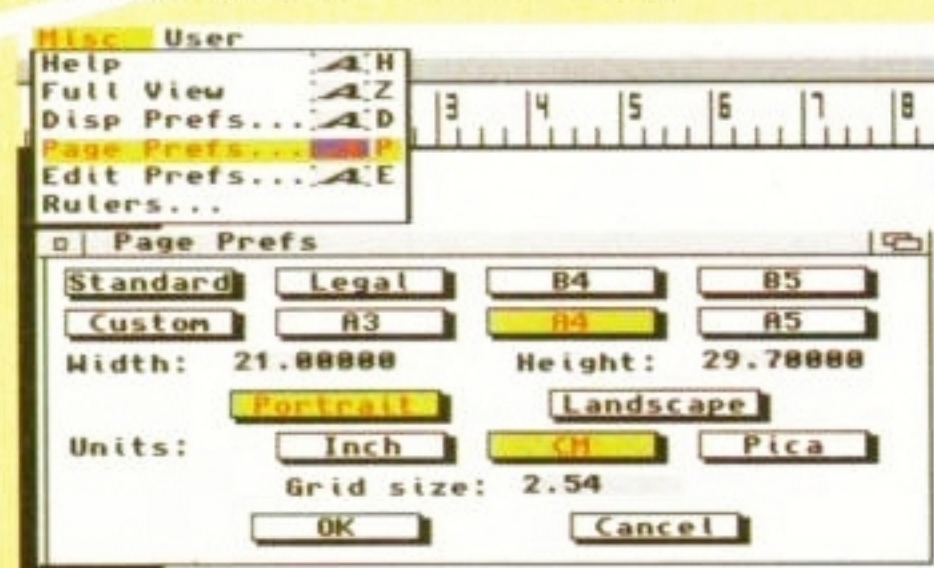 Misc User
Help A H
Full View A Z
Disp Prefs... A D
Page Prefs... A P
Edit Prefs... A E
Rulers...
3 4 5 6 7 8
Page Prefs
Standard Legal B4 B5
Custom A3 A4 A5
Width: 21.00000 Height: 29.70000
Portrait Landscape
Units: Inch CM Pica
Grid size: 2.54
OK Cancel